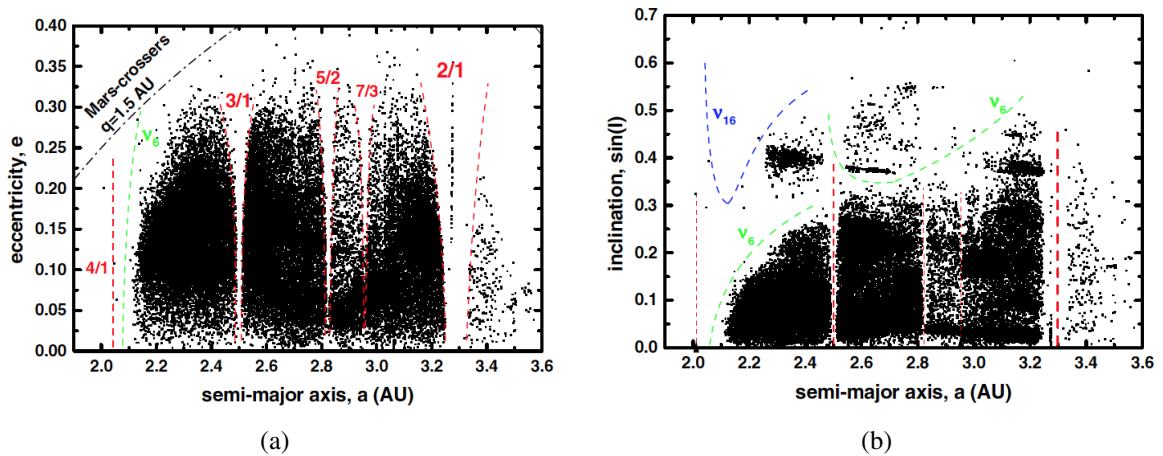 0.40
0.35
0.30
0.25
0.20
0.15
0.10
0.05
0.00
eccentricity, e
Mars-crossers
q=1.5 AU
ν6
4/1
3/1
5/2
7/3
2/1
2.0 2.2 2.4 2.6 2.8 3.0 3.2 3.4 3.6
semi-major axis, a (AU)
(a)
0.7
0.6
0.5
0.4
0.3
0.2
0.1
0.0
inclination, sin(I)
ν16
ν6
ν6
2.0 2.2 2.4 2.6 2.8 3.0 3.2 3.4 3.6
semi-major axis, a (AU)
(b)